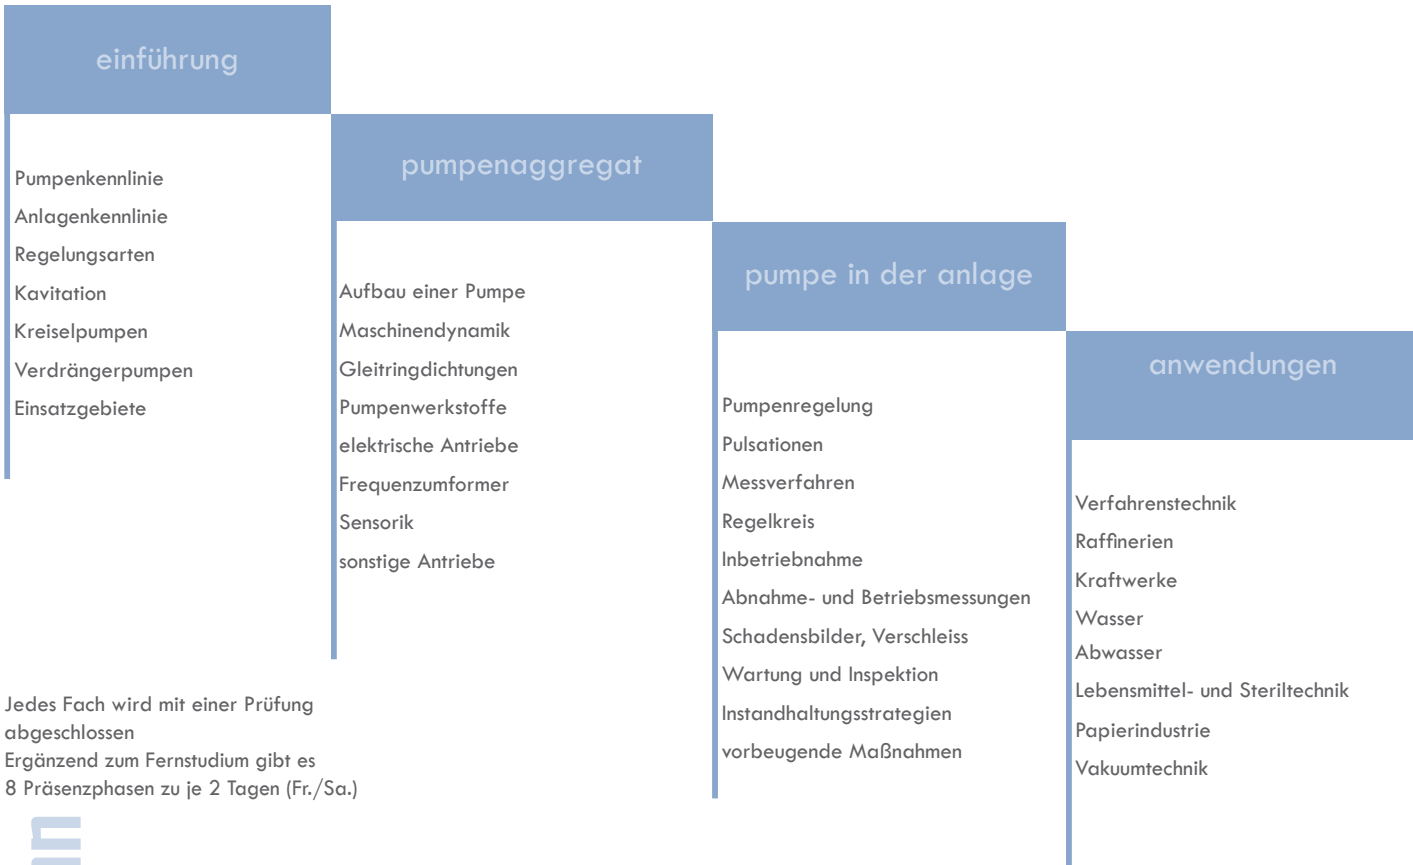 einführung
Pumpenkennlinie
Anlagenkennlinie
Regelungsarten
Kavitation
Kreiselpumpen
Verdrängerpumpen
Einsatzgebiete
pumpenaggregat
Aufbau einer Pumpe
Maschinendynamik
Gleitringdichtungen
Pumpenwerkstoffe
elektrische Antriebe
Frequenzumformer
Sensorik
sonstige Antriebe
pumpe in der anlage
Pumpenregelung
Pulsationen
Messverfahren
Regelkreis
Inbetriebnahme
Abnahme- und Betriebsmessungen
Schadensbilder, Verschleiss
Wartung und Inspektion
Instandhaltungsstrategien
vorbeugende Maßnahmen
anwendungen
Verfahrenstechnik
Raffinerien
Kraftwerke
Wasser
Abwasser
Lebensmittel- und Steriltechnik
Papierindustrie
Vakuumtechnik
Jedes Fach wird mit einer Prüfung
abgeschlossen
Ergänzend zum Fernstudium gibt es
8 Präsenzphasen zu je 2 Tagen (Fr./Sa.)